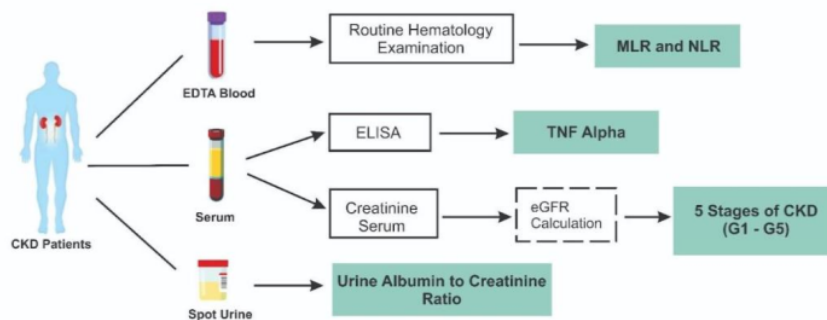 Routine Hematology
Examination
MLR and NLR
EDTA Blood
ELISA
TNF Alpha
CKD Patients
Serum
Creatinine
Serum
eGFR
Calculation
5 Stages of CKD
(G1 - G5)
Spot Urine
Urine Albumin to Creatinine
Ratio